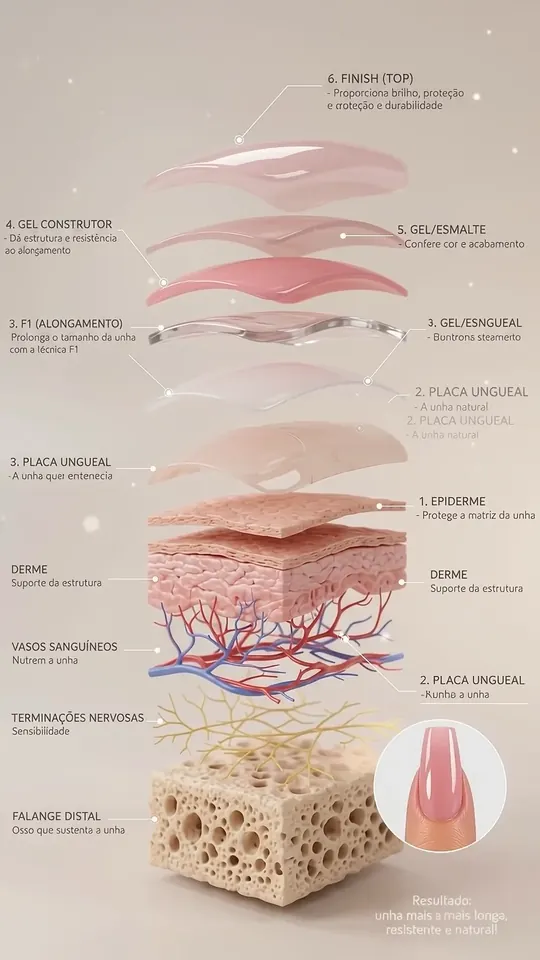 6. FINISH (TOP)
- Proporciona brilho, proteção
e croteção e durabilidade
4. GEL CONSTRUTOR
- Dá estrutura e resistência
ao alorgamento
5. GEL/ESMALTE
- Confere cor e acabamento
3. F1 (ALONGAMENTO)
Prolonga o tamanho da unha
com a lécnica F1
3. GEL/ESNGUEAL
- Buntrons steamerto
2. PLACA UNGUEAL
- A unha natural
2. PLACA UNGUEAL
- A unha natural
3. PLACA UNGUEAL
-A unha quer entenecia
1. EPIDERME
- Protege a matriz da unha
DERME
Suporte da estrutura
DERME
Suporte da estrutura
VASOS SANGUÍNEOS
Nutrem a unha
2. PLACA UNGUEAL
-Kunha a unha
TERMINAÇÕES NERVOSAS
Sensibilidade
FALANGE DISTAL
Osso que sustenta a unha
Resultado:
unha mais a mais longa,
resistente e natural!